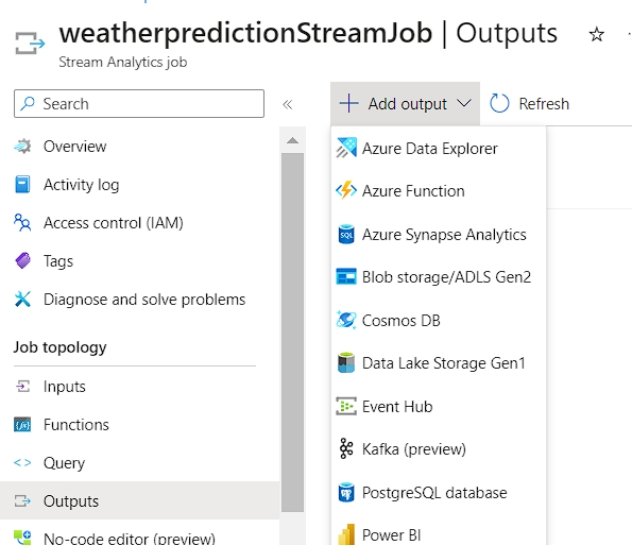 weatherpredictionStreamJob | Outputs
Stream Analytics job
Search
Overview
Activity log
Access control (IAM)
Tags
Diagnose and solve problems
Job topology
Inputs
Functions
Query
Outputs
No-code editor (preview)
Add output
Refresh
Azure Data Explorer
Azure Function
SQL Azure Synapse Analytics
Blob storage/ADLS Gen2
Cosmos DB
Data Lake Storage Gen1
Event Hub
Kafka (preview)
PostgreSQL database
Power BI